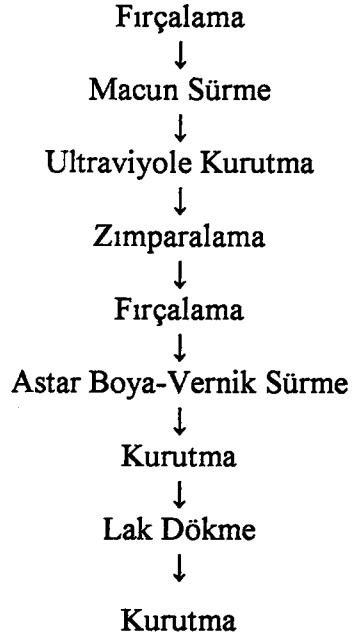 Fırçalama
↓
Macun Sürme
↓
Ultraviyole Kurutma
↓
Zımparalama
↓
Fırçalama
↓
Astar Boya-Vernik Sürme
↓
Kurutma
↓
Lak Dökme
↓
Kurutma